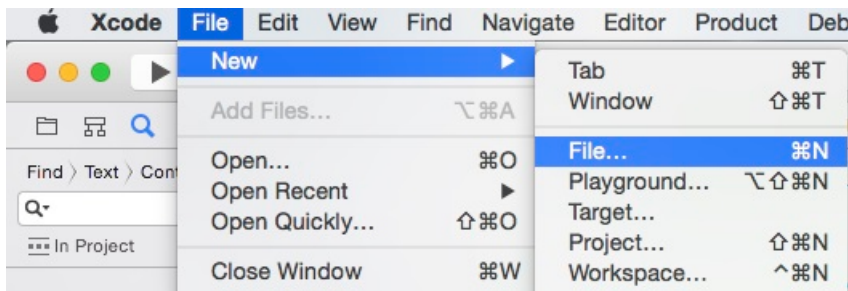 Xcode File Edit View Find Navigate Editor Product Deb
New ▶
Add Files... ⌥⌘A
Open... ⌘O
Open Recent ▶
Open Quickly... ⇧⌘O
Close Window ⌘W
Tab ⌘T
Window ⇧⌘T
File... ⌘N
Playground... ⌥⇧⌘N
Target...
Project... ⇧⌘N
Workspace... ^⌘N
Find 〉 Text 〉 Cont
In Project